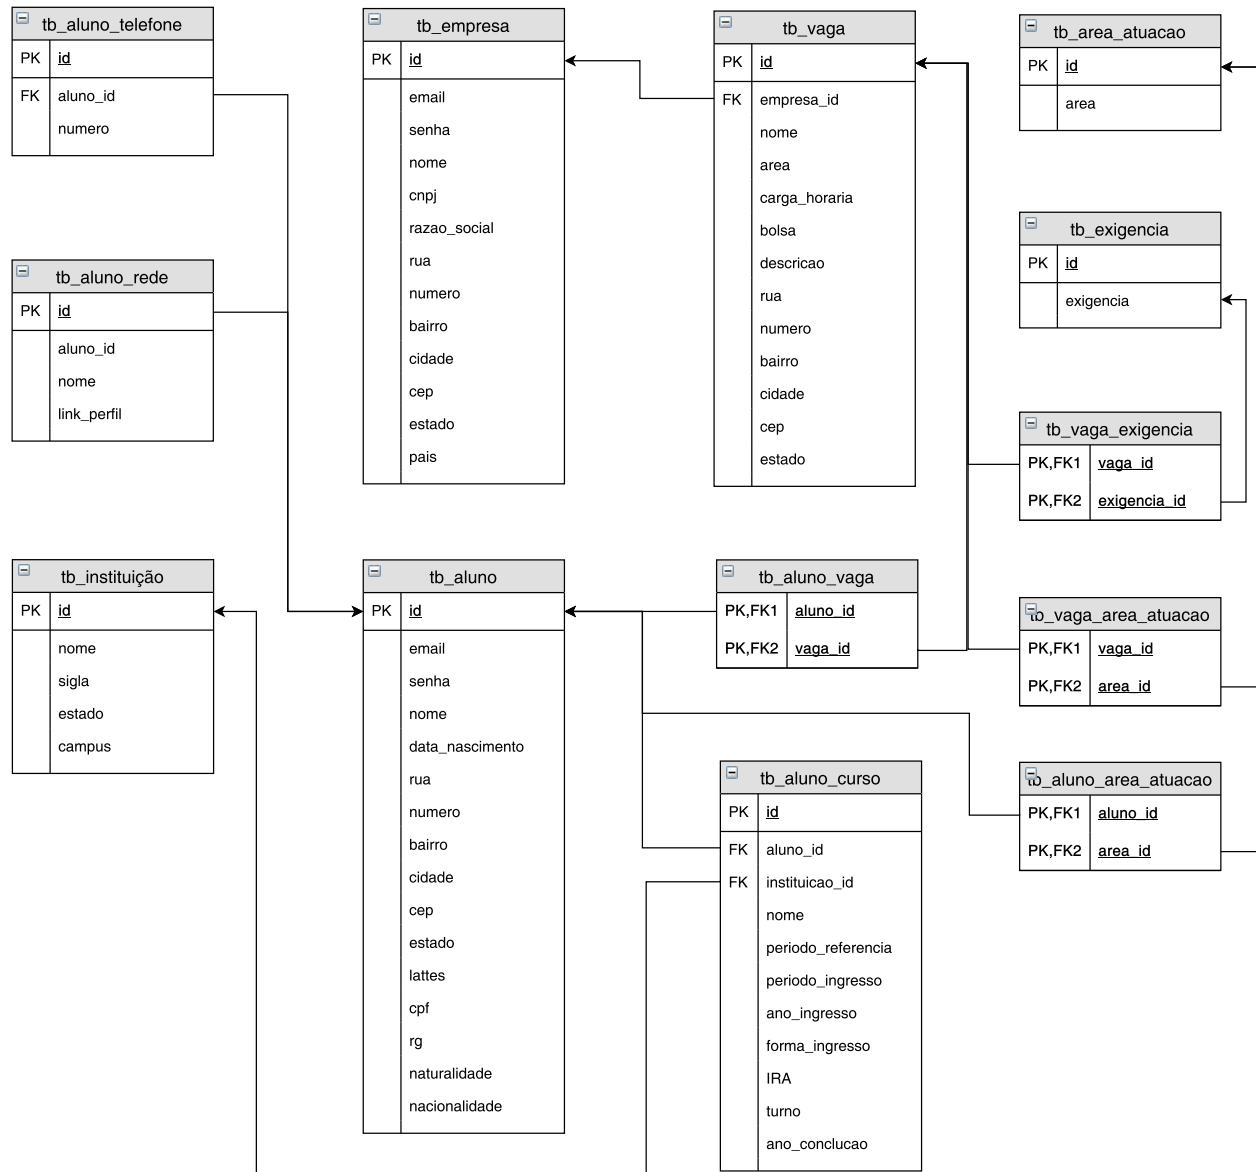 tb_aluno_telefone
PK id
FK aluno_id
numero
tb_empresa
PK id
email
senha
nome
cnpj
razao_social
rua
numero
bairro
cidade
cep
estado
pais
tb_vaga
PK id
FK empresa_id
nome
area
carga_horaria
bolsa
descricao
rua
numero
bairro
cidade
cep
estado
tb_area_atuacao
PK id
area
tb_exigencia
PK id
exigencia
tb_aluno_rede
PK id
aluno_id
nome
link_perfil
tb_vaga_exigencia
PK,FK1 vaga_id
PK,FK2 exigencia_id
tb_instituição
PK id
nome
sigla
estado
campus
tb_aluno
PK id
email
senha
nome
data_nascimento
rua
numero
bairro
cidade
cep
estado
lattes
cpf
rg
naturalidade
nacionalidade
tb_aluno_vaga
PK,FK1 aluno_id
PK,FK2 vaga_id
tb_vaga_area_atuacao
PK,FK1 vaga_id
PK,FK2 area_id
tb_aluno_curso
PK id
FK aluno_id
FK instituicao_id
nome
periodo_referencia
periodo_ingresso
ano_ingresso
forma_ingresso
IRA
turno
ano_conclucao
tb_aluno_area_atuacao
PK,FK1 aluno_id
PK,FK2 area_id